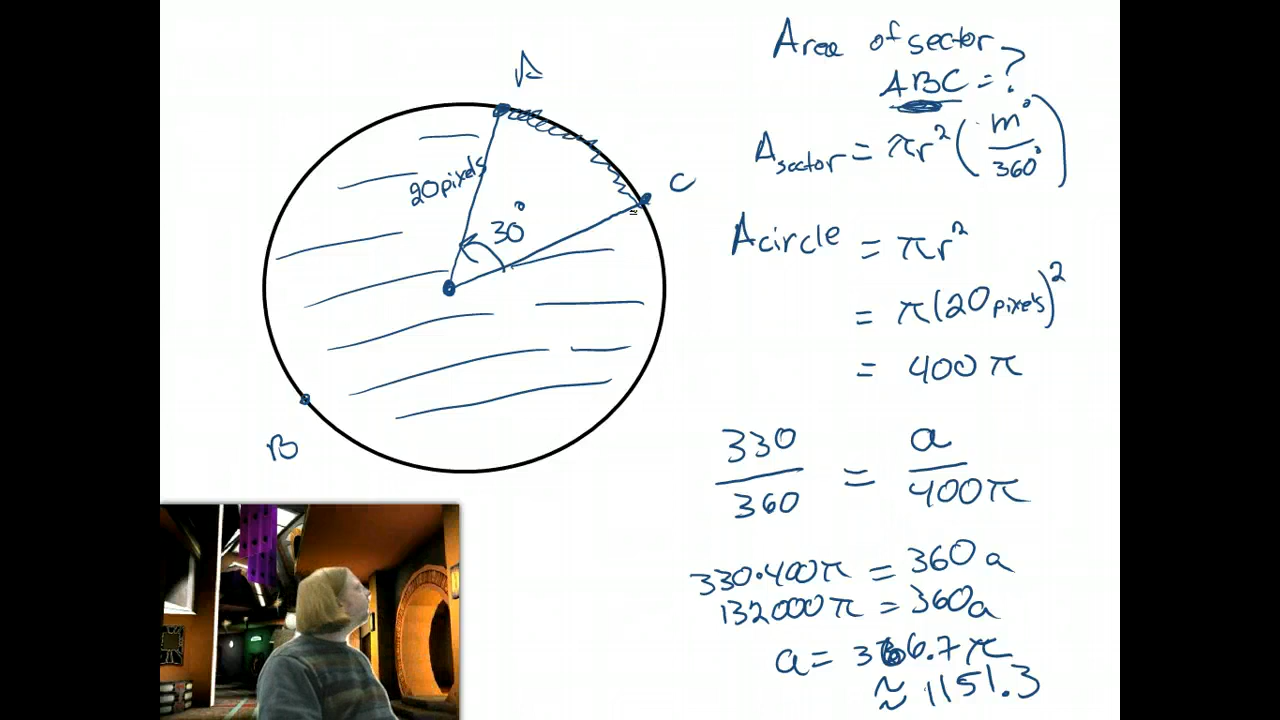 A
20 pixels
30°
C
B
Area of sector
ABC = ?
A sector = πr² (m°/360°)
A circle = πr²
= π(20 pixels)²
= 400π
330/360 = a/400π
330·400π = 360a
132000π = 360a
a = 366.7π
≈ 1151.3